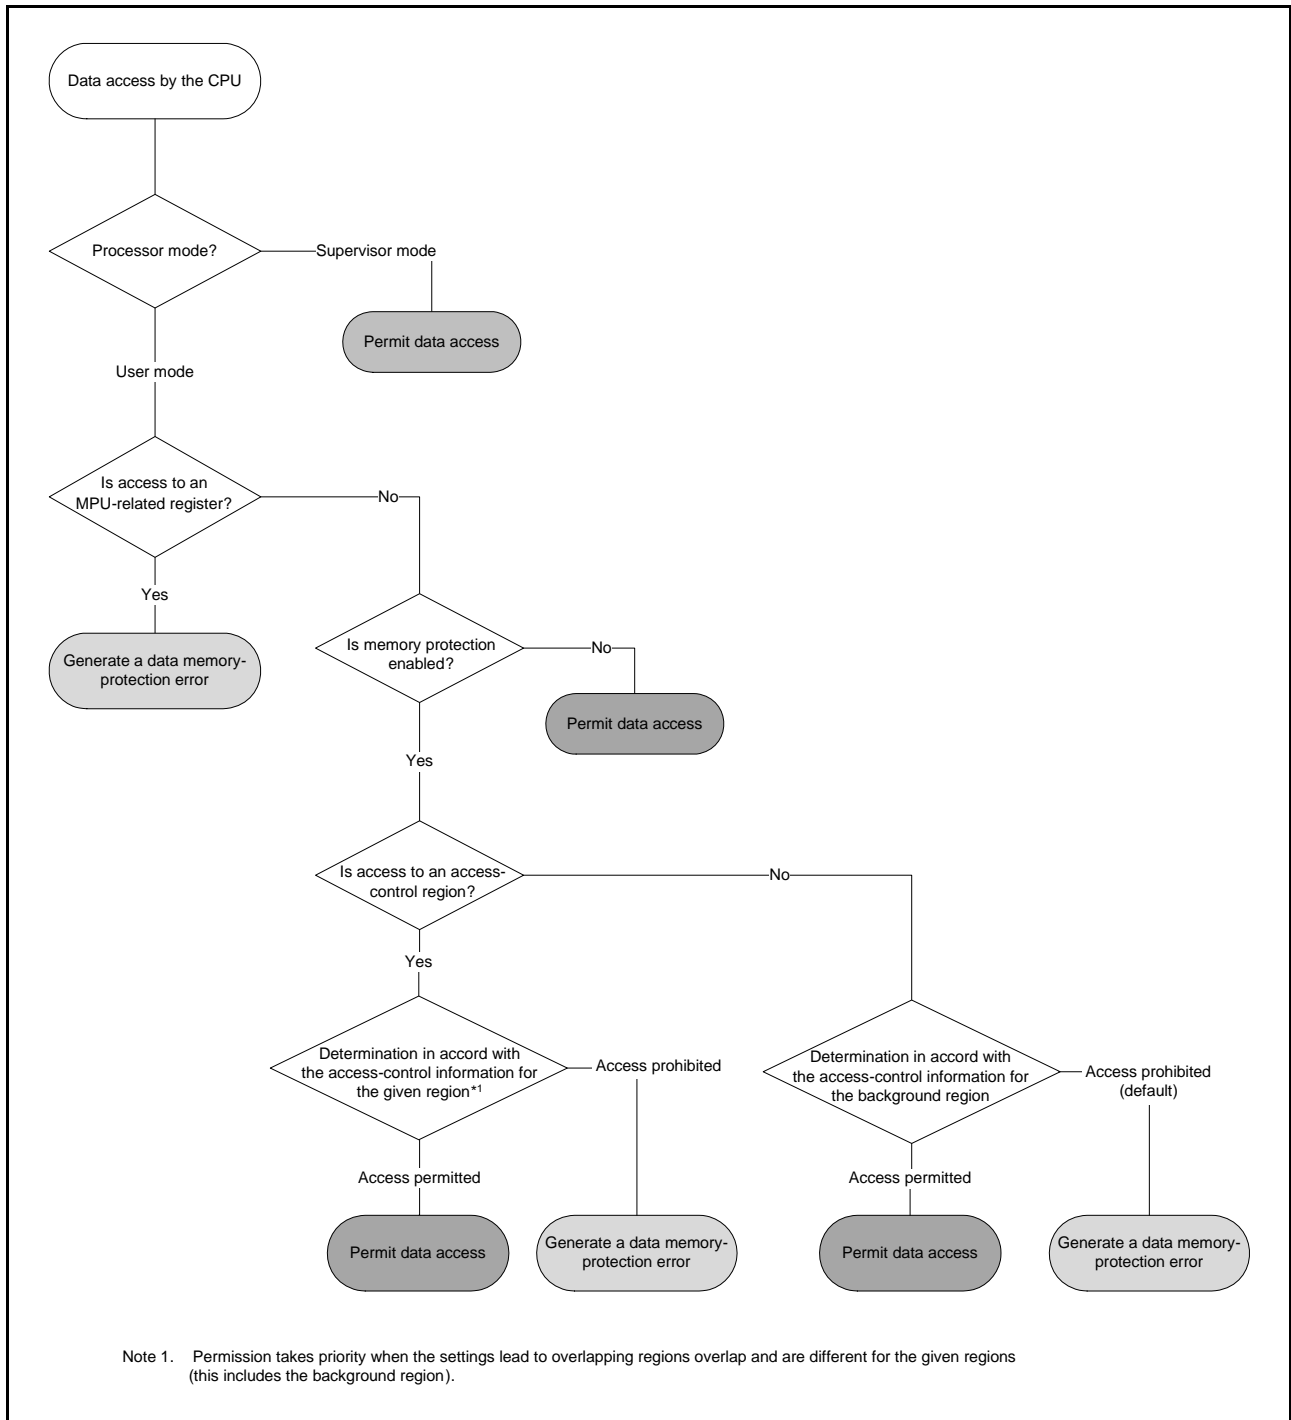 Data access by the CPU
Processor mode?
Supervisor mode
Permit data access
User mode
Is access to an
MPU-related register?
No
Yes
Generate a data memory-
protection error
Is memory protection
enabled?
No
Permit data access
Yes
Is access to an access-
control region?
No
Yes
Determination in accord with
the access-control information for
the given region*1
Access prohibited
Determination in accord with
the access-control information for
the background region
Access prohibited
(default)
Access permitted
Access permitted
Permit data access
Generate a data memory-
protection error
Permit data access
Generate a data memory-
protection error
Note 1. Permission takes priority when the settings lead to overlapping regions overlap and are different for the given regions
(this includes the background region).